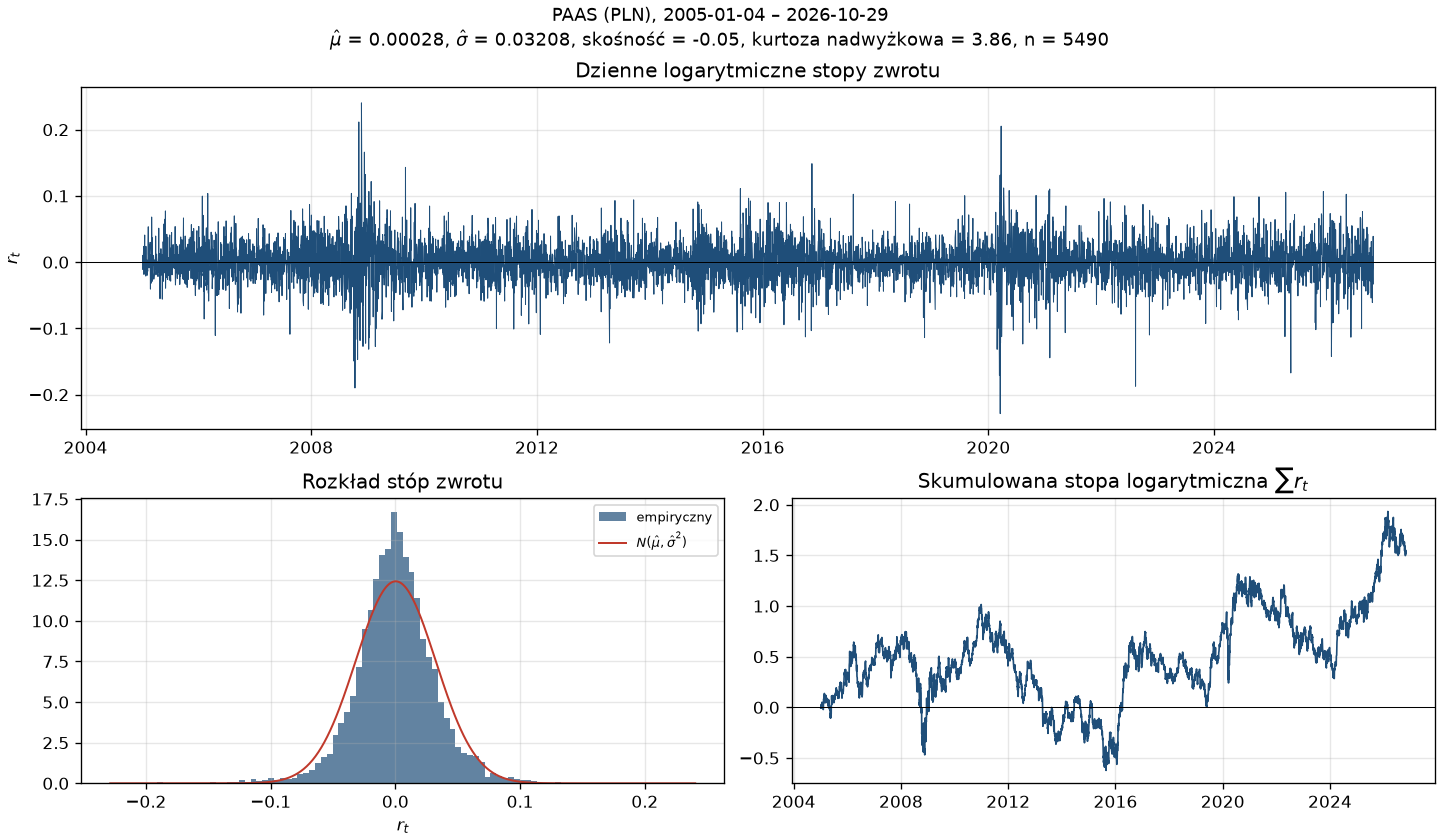 PAAS (PLN), 2005-01-04 – 2026-10-29
μ̂ = 0.00028, σ̂ = 0.03208, skośność = -0.05, kurtoza nadwyżkowa = 3.86, n = 5490
Dzienne logarytmiczne stopy zwrotu
r_t
0.2
0.1
0.0
−0.1
−0.2
2004 2008 2012 2016 2020 2024
Rozkład stóp zwrotu
17.5
15.0
12.5
10.0
7.5
5.0
2.5
0.0
empiryczny
N(μ̂, σ̂²)
−0.2 −0.1 0.0 0.1 0.2
r_t
Skumulowana stopa logarytmiczna ∑r_t
2.0
1.5
1.0
0.5
0.0
−0.5
2004 2008 2012 2016 2020 2024